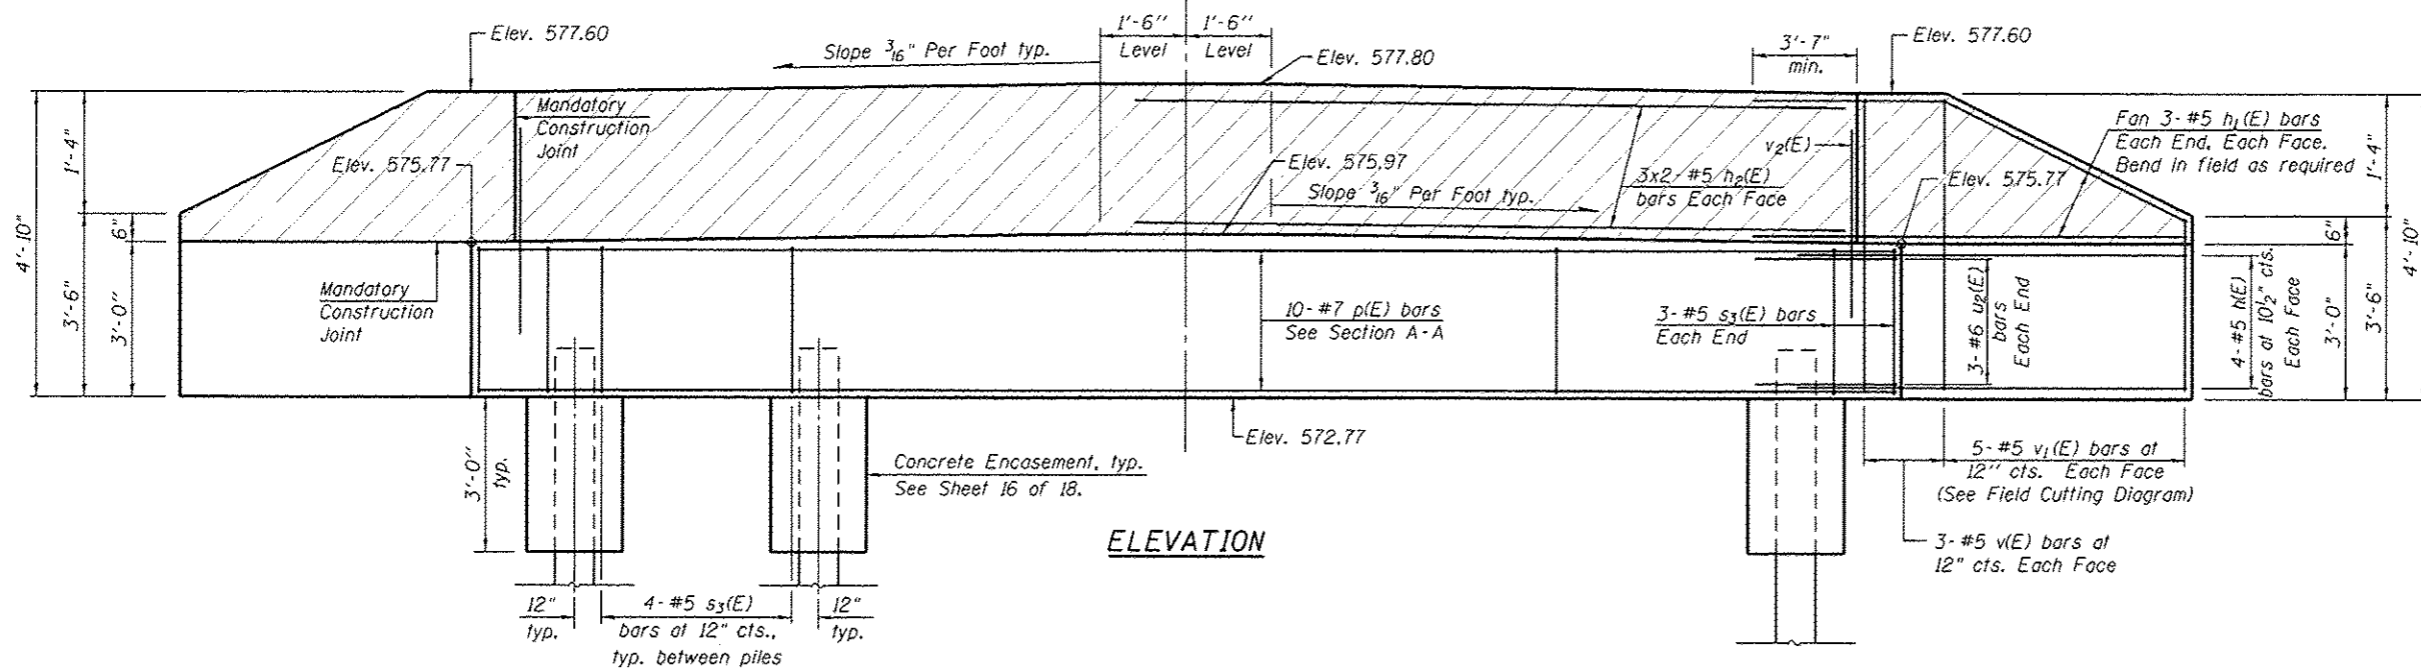 1'-6"
1'-6"
Elev. 577.60
Slope 3/16" Per Foot typ.
Level
Level
Elev. 577.80
3'-7"
min.
Elev. 577.60
Mandatory
Construction
Joint
Elev. 575.77
Elev. 575.97
Slope 3/16" Per Foot typ.
3x2-#5 h2(E)
bars Each Face
v2(E)
Fan 3-#5 h1(E) bars
Each End, Each Face.
Bend in field as required
Elev. 575.77
4'-10"
1'-4"
3'-6"
6"
3'-0"
Mandatory
Construction
Joint
10-#7 p(E) bars
See Section A-A
3-#5 s3(E) bars
Each End
3-#6 u2(E)
bars
Each End
4-#5 h(E)
bars at 10½" cts.
Each Face
1'-4"
6"
3'-0"
3'-6"
4'-10"
Elev. 572.77
3'-0"
typ.
Concrete Encasement, typ.
See Sheet 16 of 18.
5-#5 v1(E) bars at
12" cts. Each Face
(See Field Cutting Diagram)
ELEVATION
3-#5 v(E) bars at
12" cts. Each Face
12"
typ.
4-#5 s3(E)
bars at 12" cts.,
typ. between piles
12"
typ.